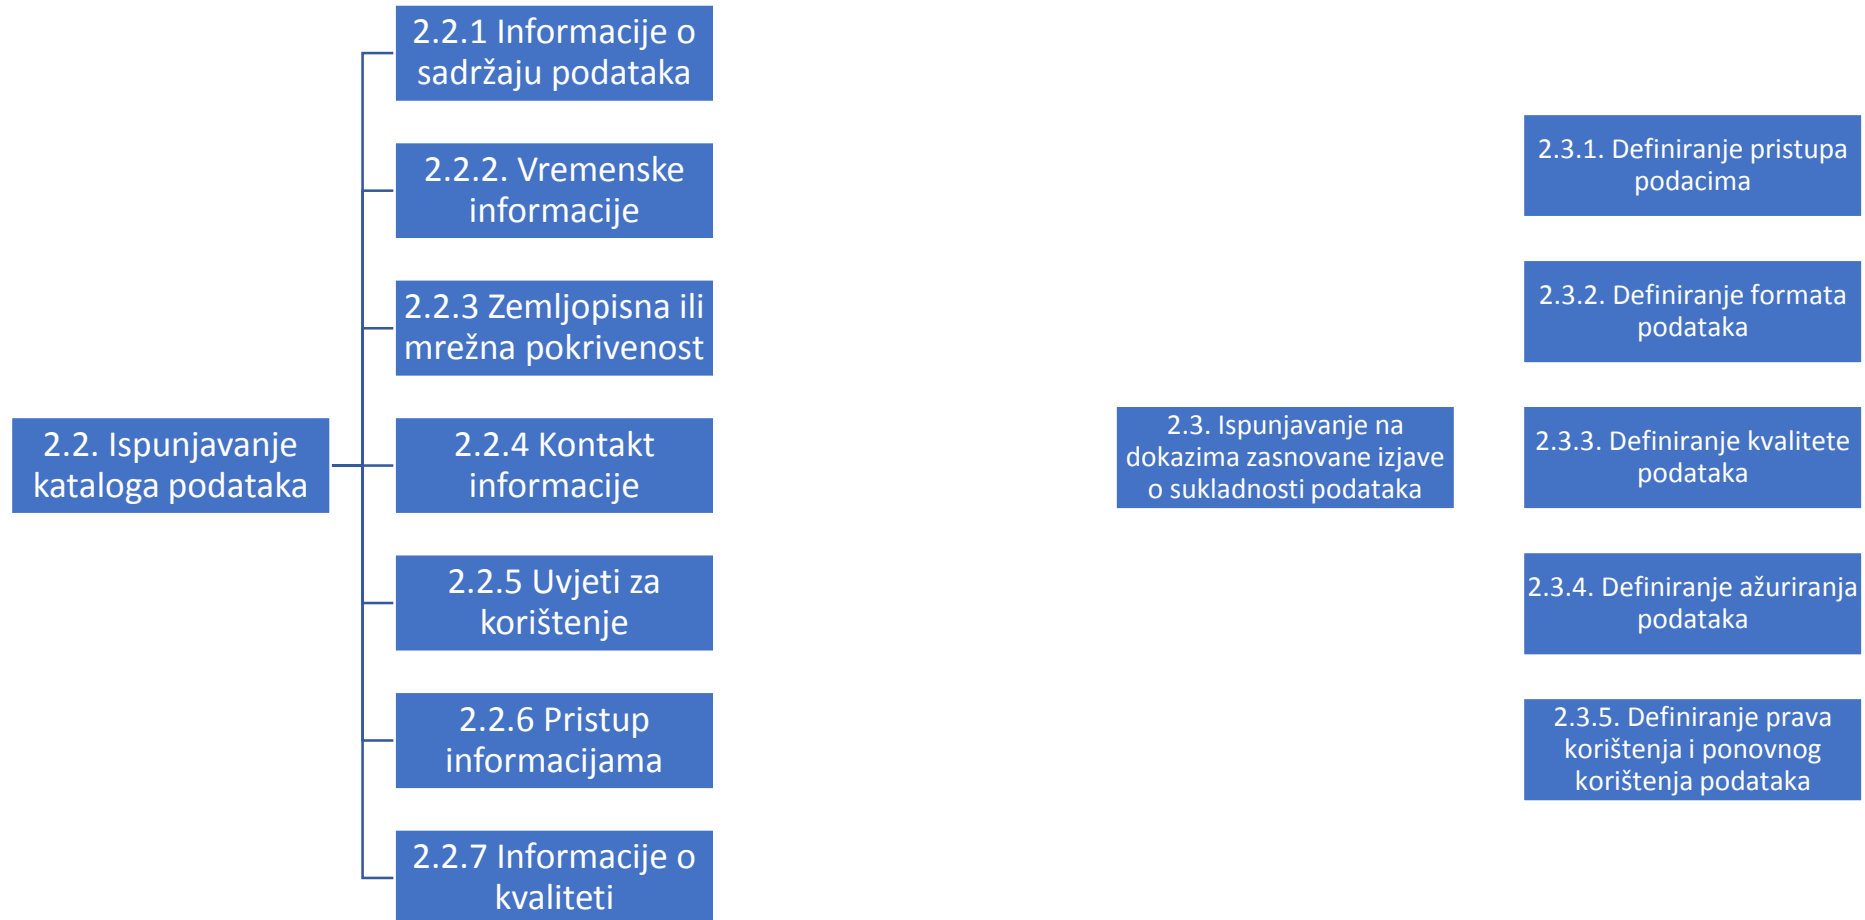 2.2. Ispunjavanje
kataloga podataka
2.2.1 Informacije o
sadržaju podataka
2.2.2. Vremenske
informacije
2.2.3 Zemljopisna ili
mrežna pokrivenost
2.2.4 Kontakt
informacije
2.2.5 Uvjeti za
korištenje
2.2.6 Pristup
informacijama
2.2.7 Informacije o
kvaliteti
2.3. Ispunjavanje na
dokazima zasnovane izjave
o sukladnosti podataka
2.3.1. Definiranje pristupa
podacima
2.3.2. Definiranje formata
podataka
2.3.3. Definiranje kvalitete
podataka
2.3.4. Definiranje ažuriranja
podataka
2.3.5. Definiranje prava
korištenja i ponovnog
korištenja podataka